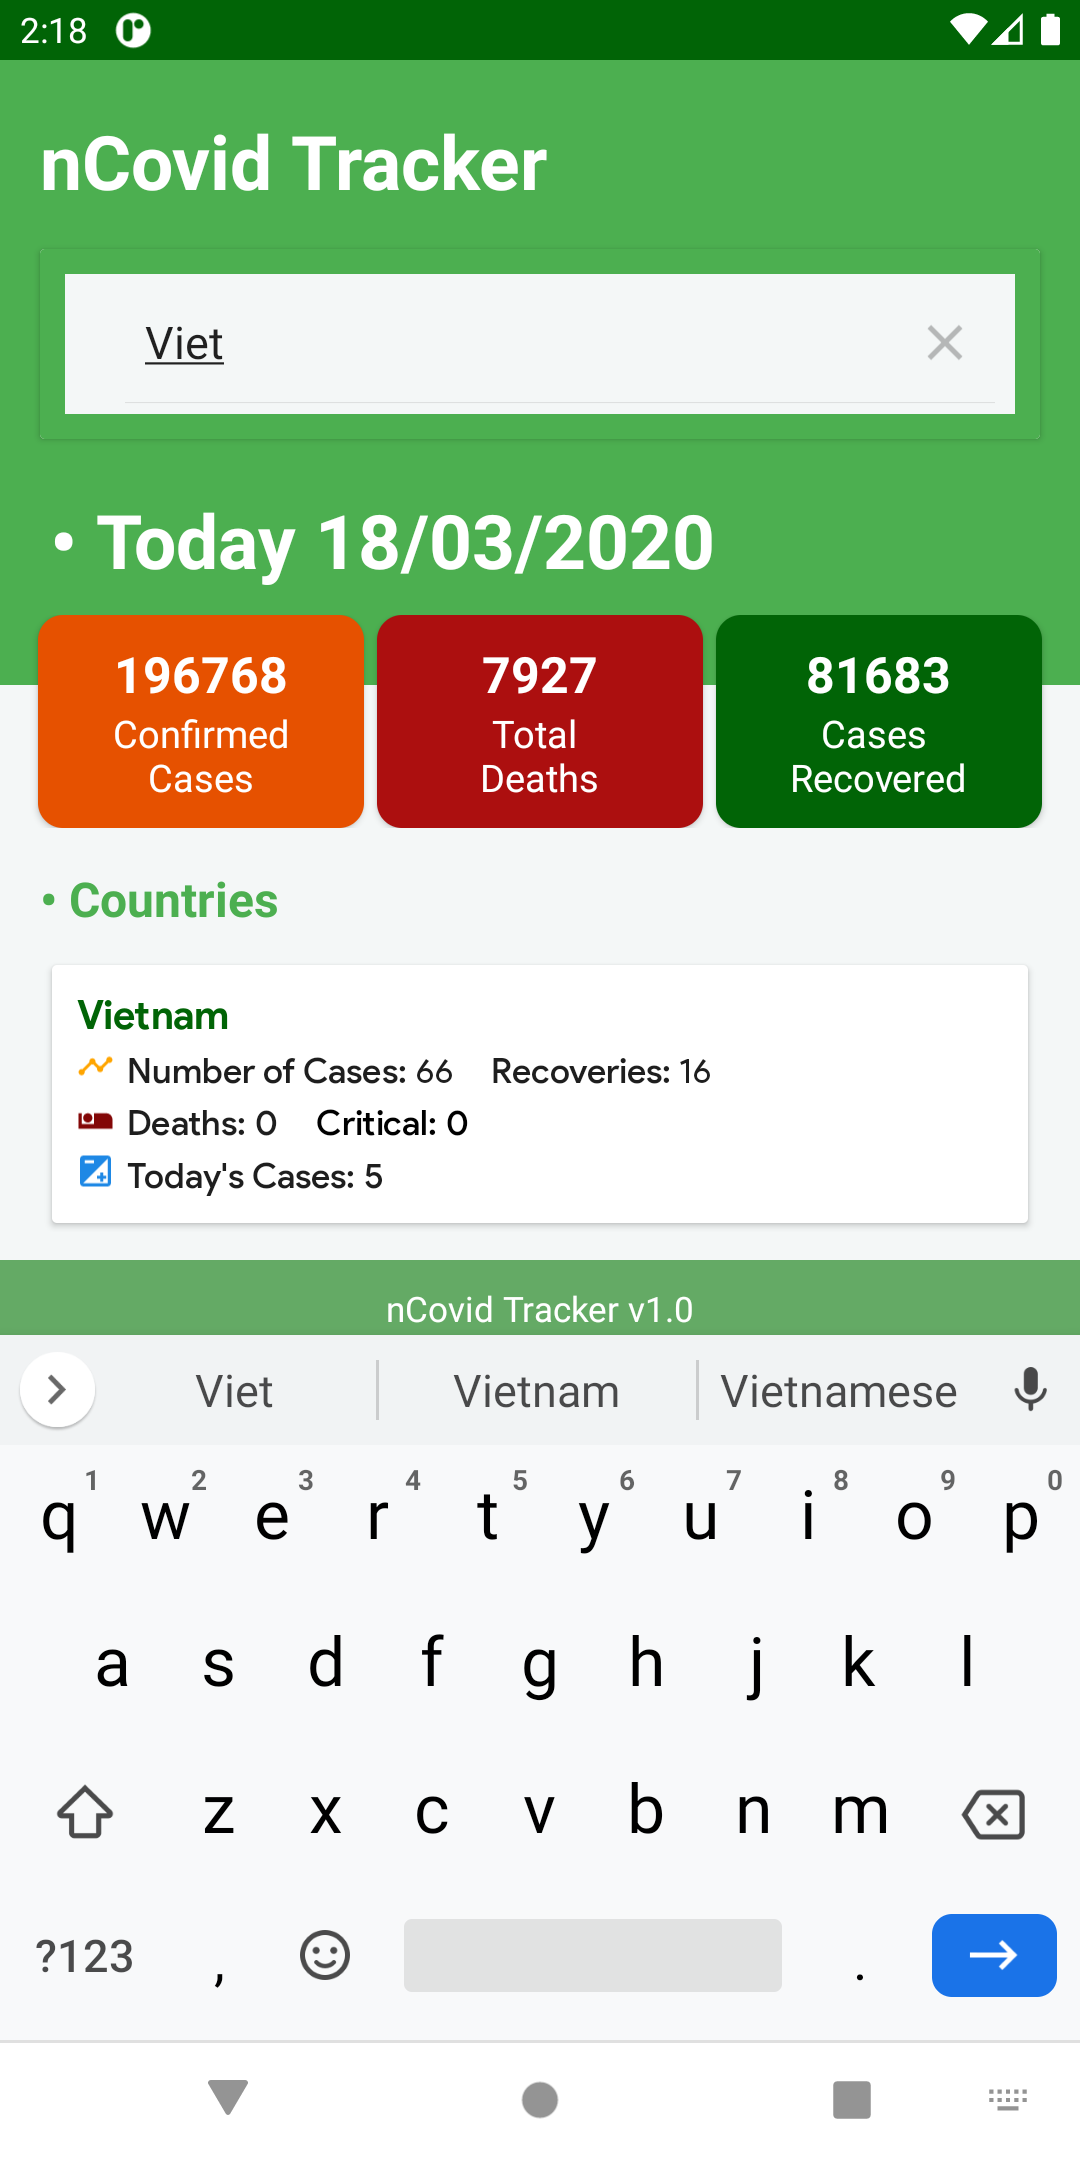 2:18
nCovid Tracker
Viet
• Today 18/03/2020
196768
Confirmed
Cases
7927
Total
Deaths
81683
Cases
Recovered
• Countries
Vietnam
Number of Cases: 66 Recoveries: 16
Deaths: 0 Critical: 0
Today's Cases: 5
nCovid Tracker v1.0
Viet Vietnam Vietnamese
1 2 3 4 5 6 7 8 9 0
q w e r t y u i o p
a s d f g h j k l
z x c v b n m
?123 , .